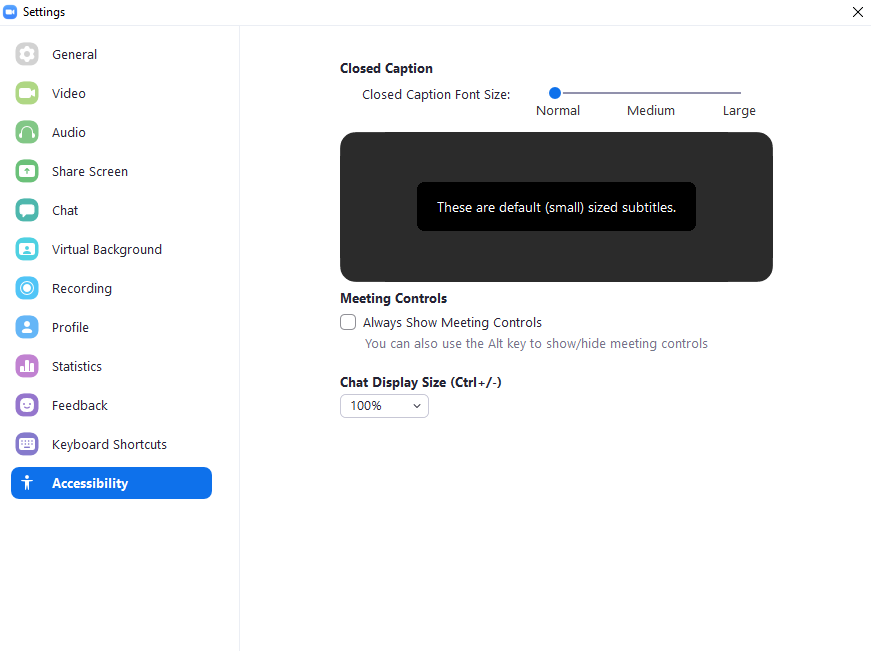 Settings
General
Video
Audio
Share Screen
Chat
Virtual Background
Recording
Profile
Statistics
Feedback
Keyboard Shortcuts
Accessibility
Closed Caption
Closed Caption Font Size:
Normal Medium Large
These are default (small) sized subtitles.
Meeting Controls
Always Show Meeting Controls
You can also use the Alt key to show/hide meeting controls
Chat Display Size (Ctrl+/-)
100%